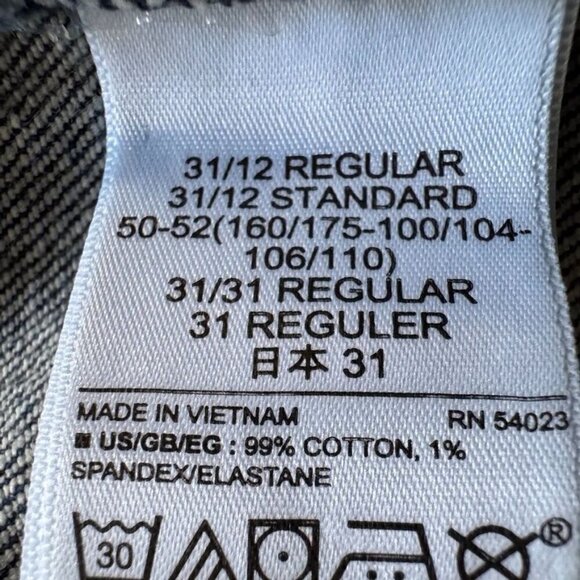 31/12 REGULAR
31/12 STANDARD
50-52(160/175-100/104-
106/110)
31/31 REGULAR
31 REGULER
日本 31
MADE IN VIETNAM RN 54023
US/GB/EG : 99% COTTON, 1%
SPANDEX/ELASTANE
30 ®